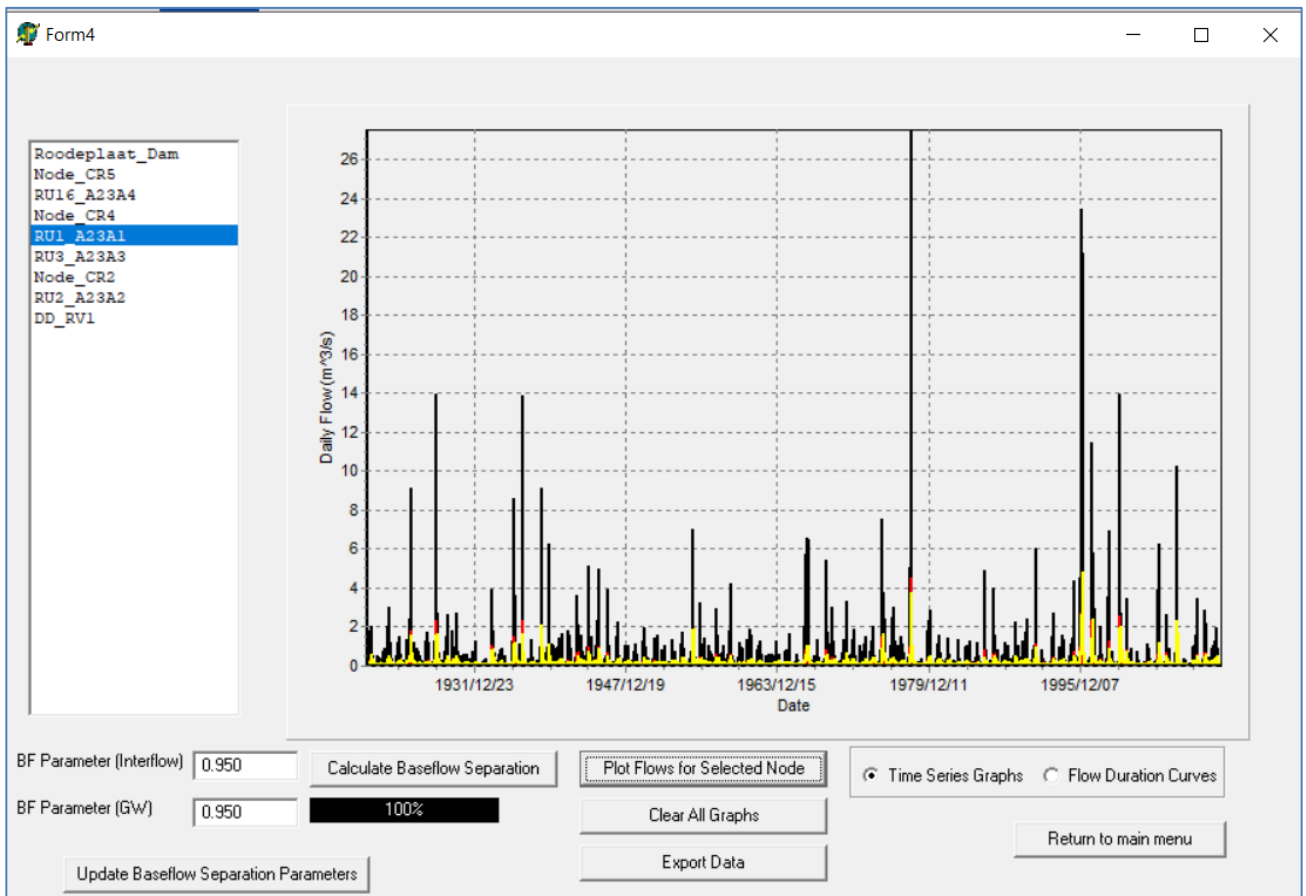 Form4
Roodeplaat_Dam
Node_CR5
RU16_A23A4
Node_CR4
RU1_A23A1
RU3_A23A3
Node_CR2
RU2_A23A2
DD_RV1
26
24
22
20
18
16
14
12
10
8
6
4
2
0
Daily Flow (m^3/s)
1931/12/23 1947/12/19 1963/12/15 1979/12/11 1995/12/07
Date
BF Parameter (Interflow) 0.950 Calculate Baseflow Separation Plot Flows for Selected Node Time Series Graphs Flow Duration Curves
BF Parameter (GW) 0.950 100% Clear All Graphs
Return to main menu
Update Baseflow Separation Parameters Export Data